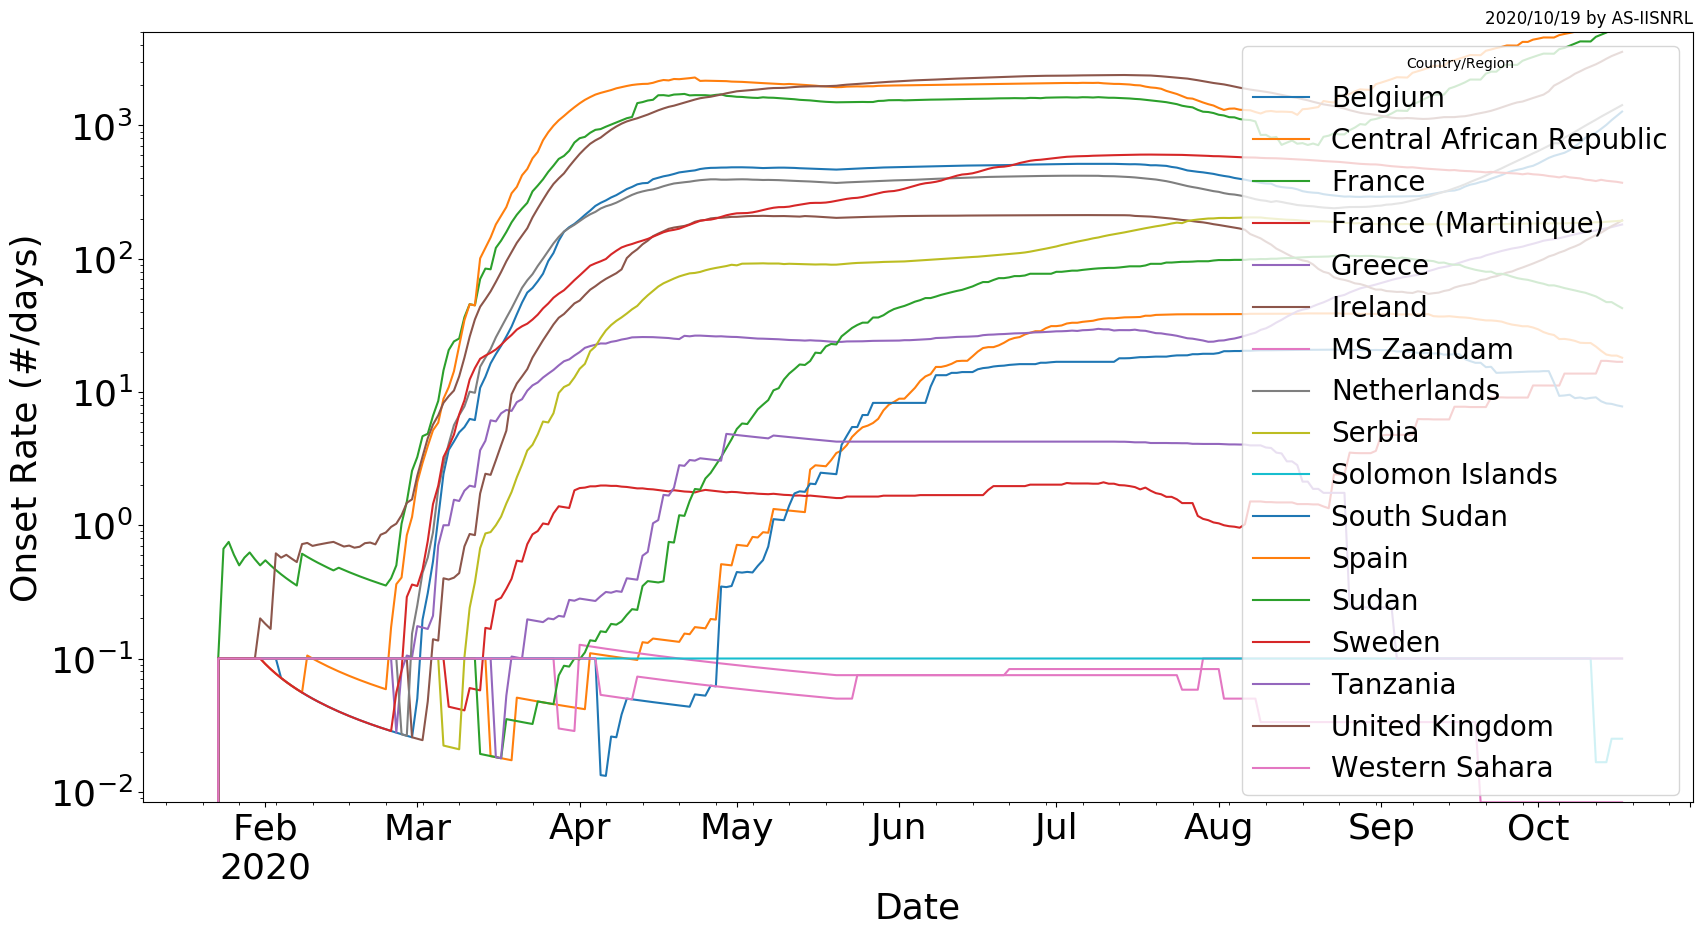 2020/10/19 by AS-IISNRL
Onset Rate (#/days)
10^3
10^2
10^1
10^0
10^−1
10^−2
Country/Region
Belgium
Central African Republic
France
France (Martinique)
Greece
Ireland
MS Zaandam
Netherlands
Serbia
Solomon Islands
South Sudan
Spain
Sudan
Sweden
Tanzania
United Kingdom
Western Sahara
Feb Mar Apr May Jun Jul Aug Sep Oct
2020
Date